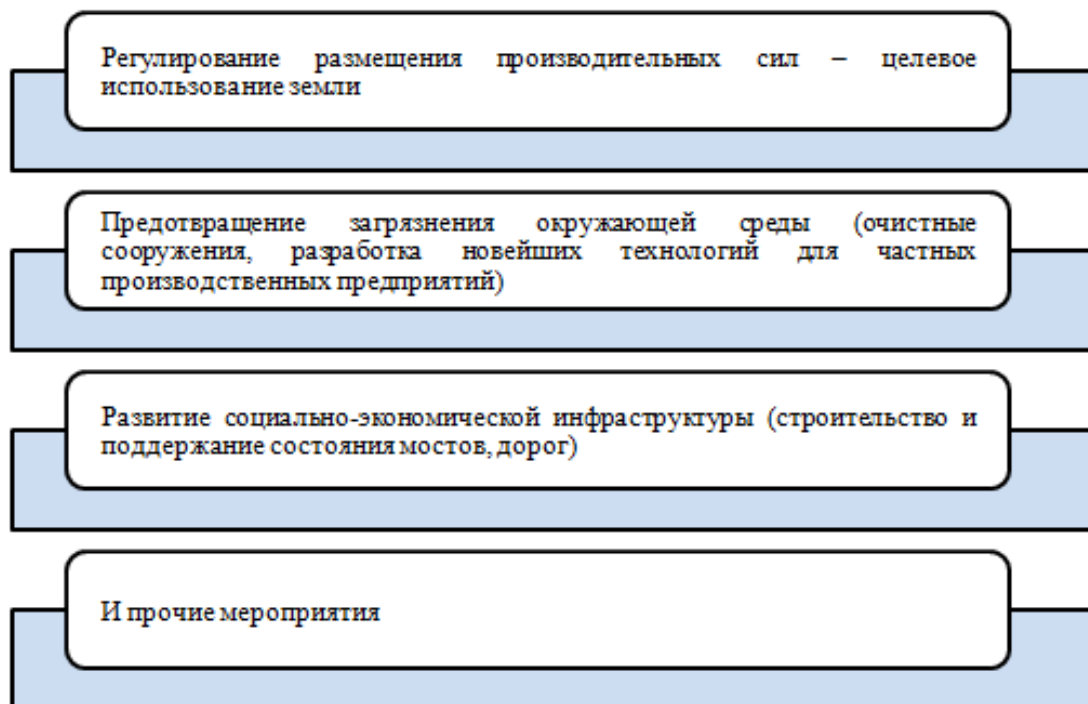 Регулирование размещения производительных сил – целевое
использование земли
Предотвращение загрязнения окружающей среды (очистные
сооружения, разработка новейших технологий для частных
производственных предприятий)
Развитие социально-экономической инфраструктуры (строительство и
поддержание состояния мостов, дорог)
И прочие мероприятия